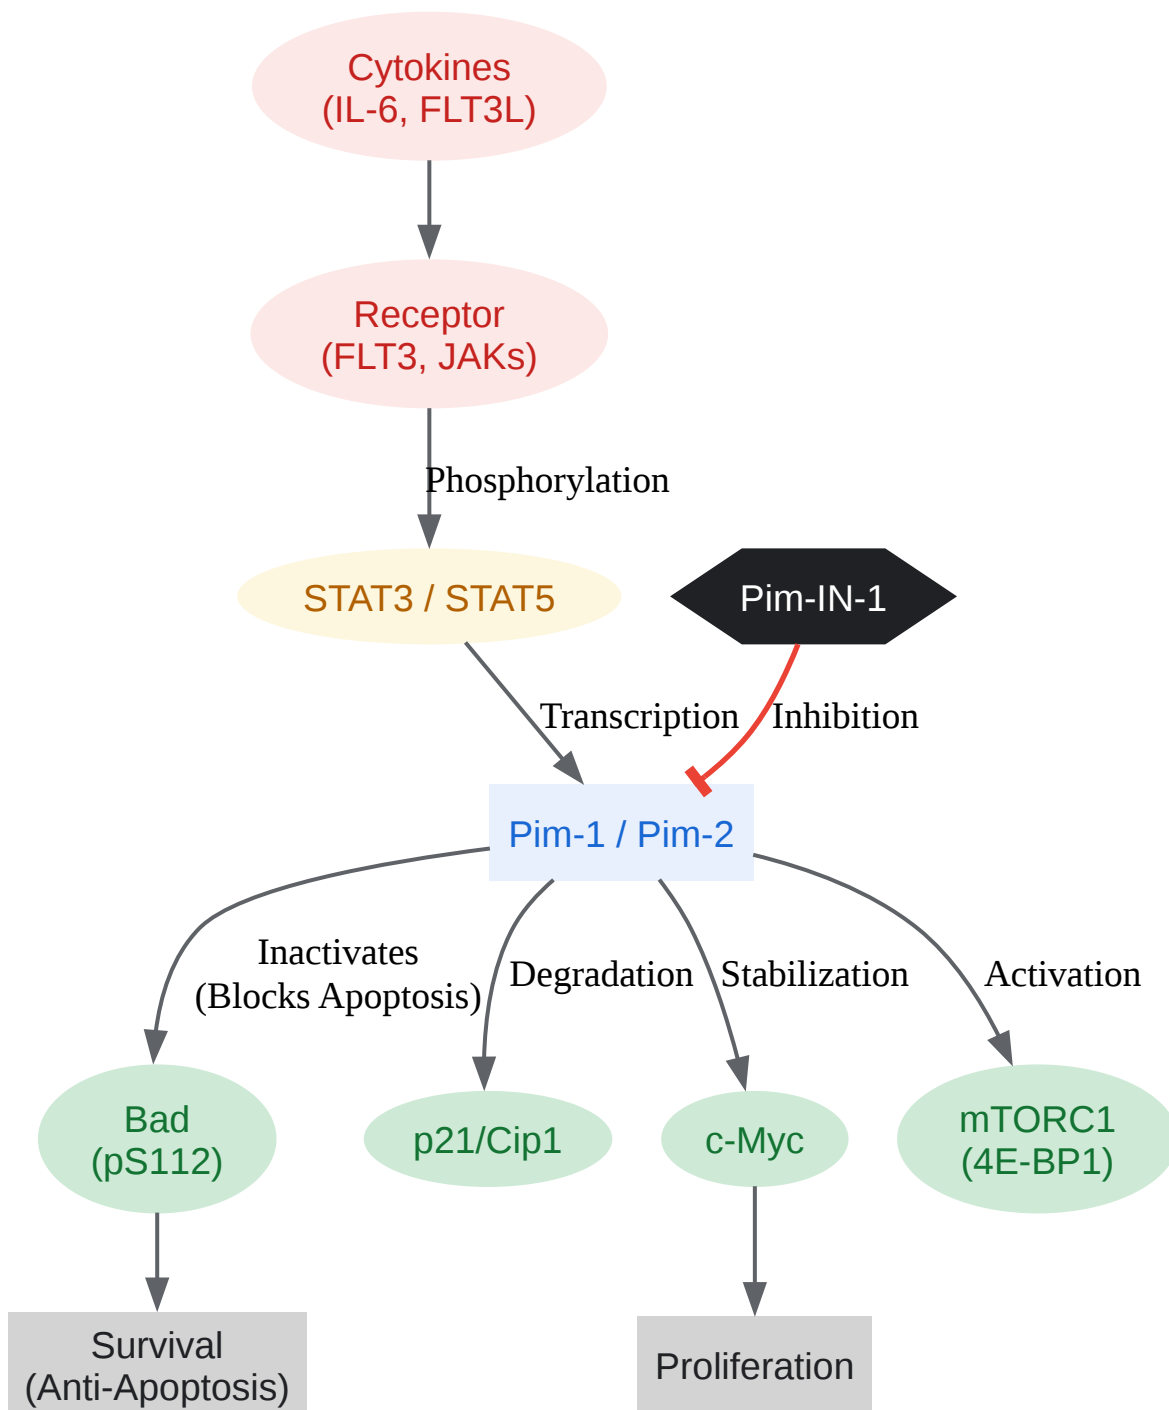 Cytokines
(IL-6, FLT3L)
Receptor
(FLT3, JAKs)
Phosphorylation
STAT3 / STAT5
Pim-IN-1
Transcription
Inhibition
Pim-1 / Pim-2
Inactivates
(Blocks Apoptosis)
Degradation
Stabilization
Activation
Bad
(pS112)
p21/Cip1
c-Myc
mTORC1
(4E-BP1)
Survival
(Anti-Apoptosis)
Proliferation